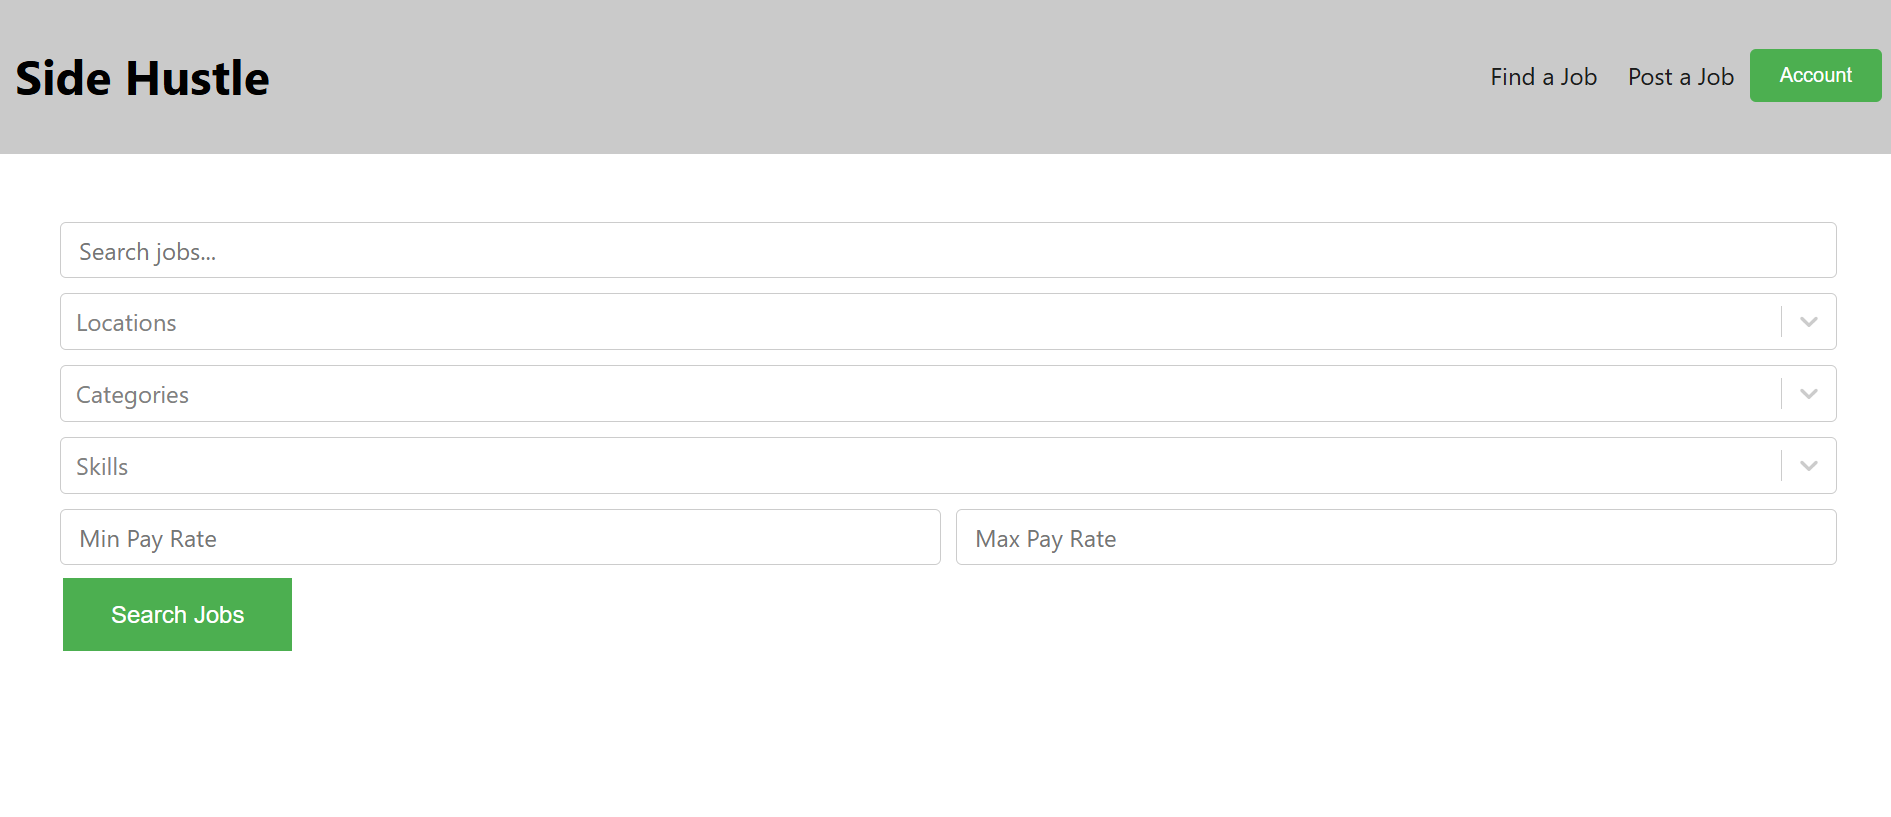 Side Hustle
Find a Job Post a Job Account
Search jobs...
Locations
Categories
Skills
Min Pay Rate Max Pay Rate
Search Jobs